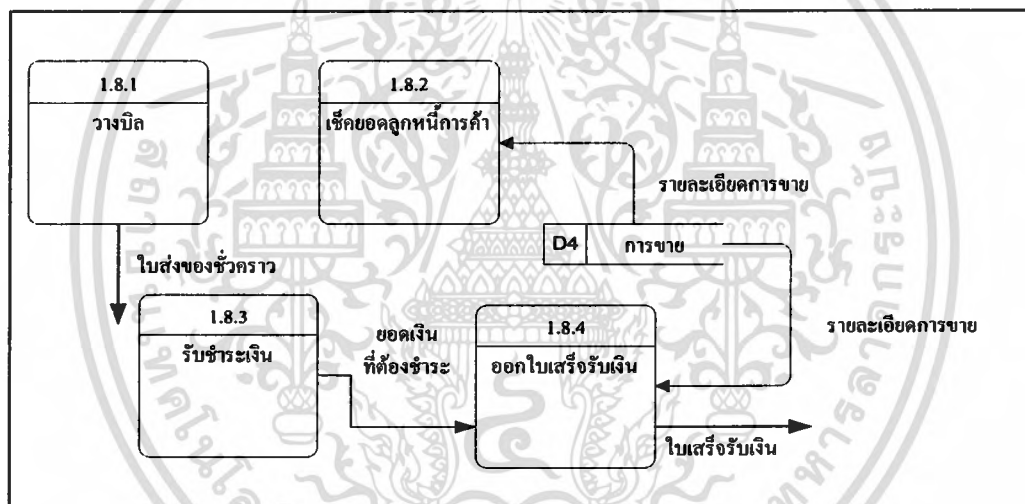 1.8.1
วางบิล
1.8.2
เช็คยอดลูกหนี้การค้า
รายละเอียดการขาย
D4 การขาย
ใบส่งของชั่วคราว
1.8.3
รับชำระเงิน
ยอดเงิน
ที่ต้องชำระ
1.8.4
ออกใบเสร็จรับเงิน
รายละเอียดการขาย
ใบเสร็จรับเงิน